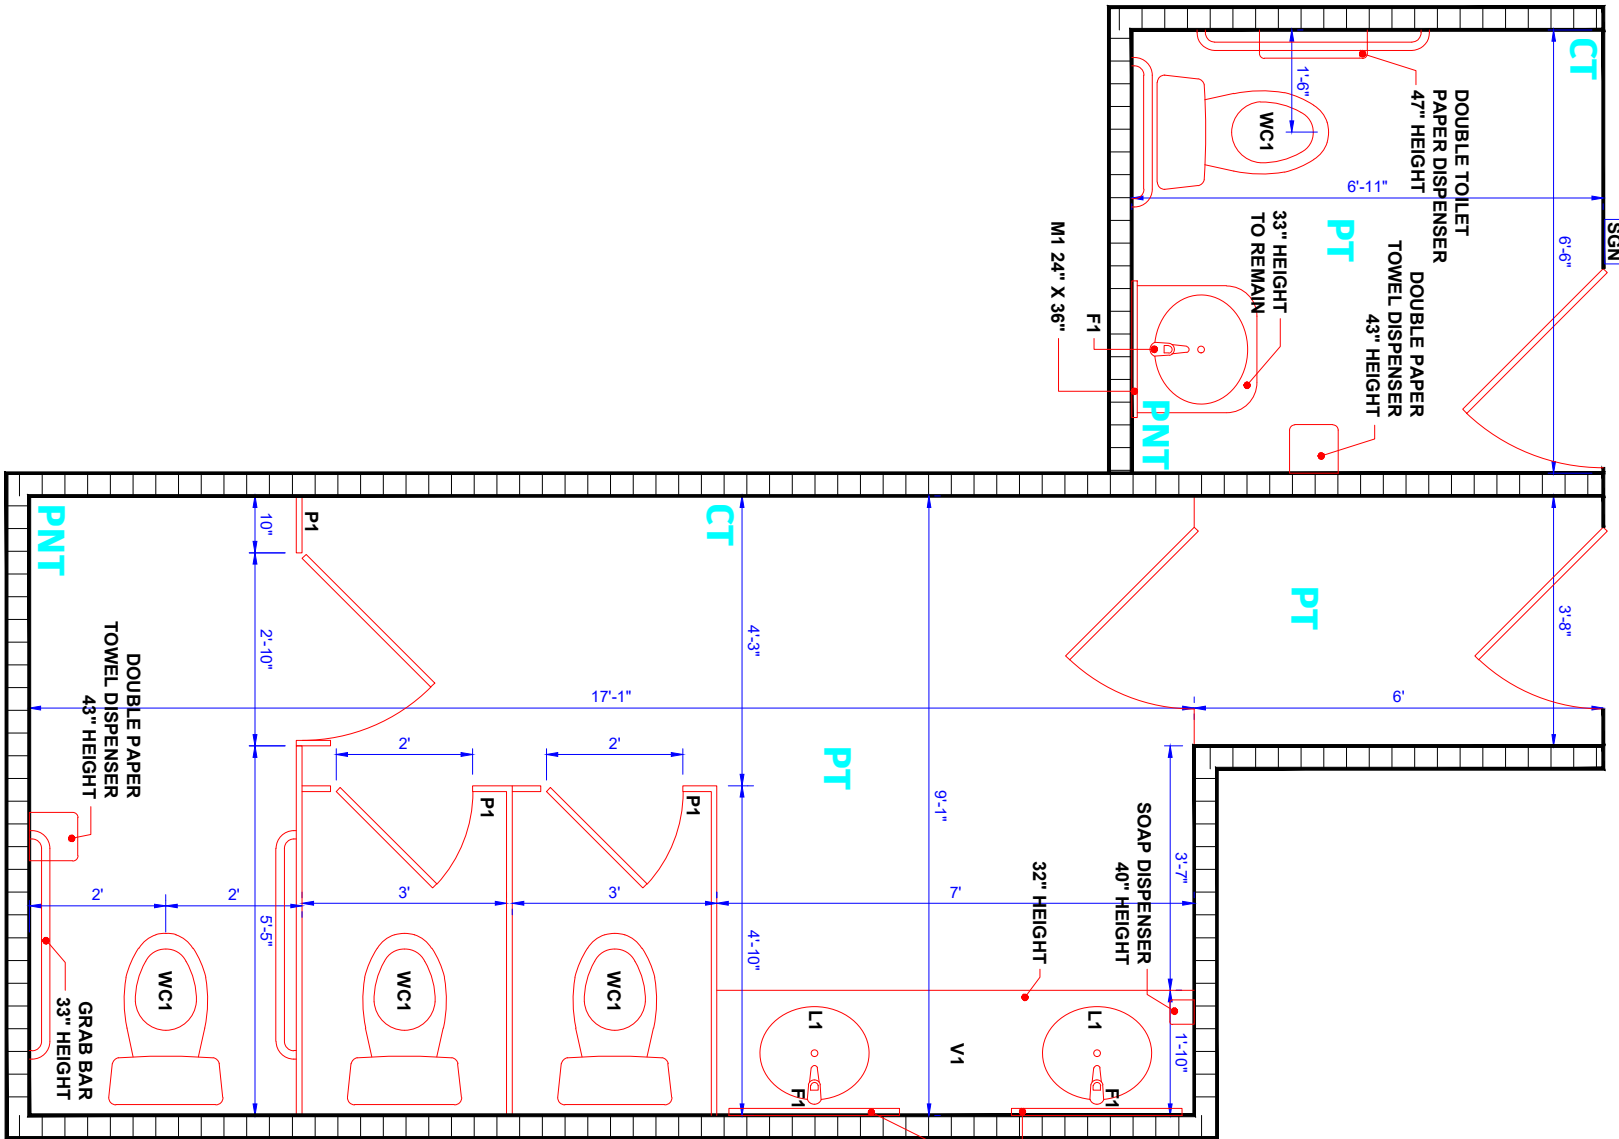 CT
DOUBLE TOILET
PAPER DISPENSER
47" HEIGHT
1'-6"
WC1
6'-11"
6'-6"
SGN
PT
33" HEIGHT
TO REMAIN
DOUBLE PAPER
TOWEL DISPENSER
43" HEIGHT
M1 24" X 36"
F1
PNT
PNT
10"
P1
CT
2'-10"
4'-3"
PT
3'-8"
17'-1"
6'
DOUBLE PAPER
TOWEL DISPENSER
43" HEIGHT
2'
2'
PT
P1
P1
9'-1"
SOAP DISPENSER
40" HEIGHT
3'-7"
32" HEIGHT
2'
2'
3'
3'
7'
5'-5"
4'-10"
WC1
WC1
WC1
GRAB BAR
33" HEIGHT
L1
L1
V1
1'-10"
F1
F1